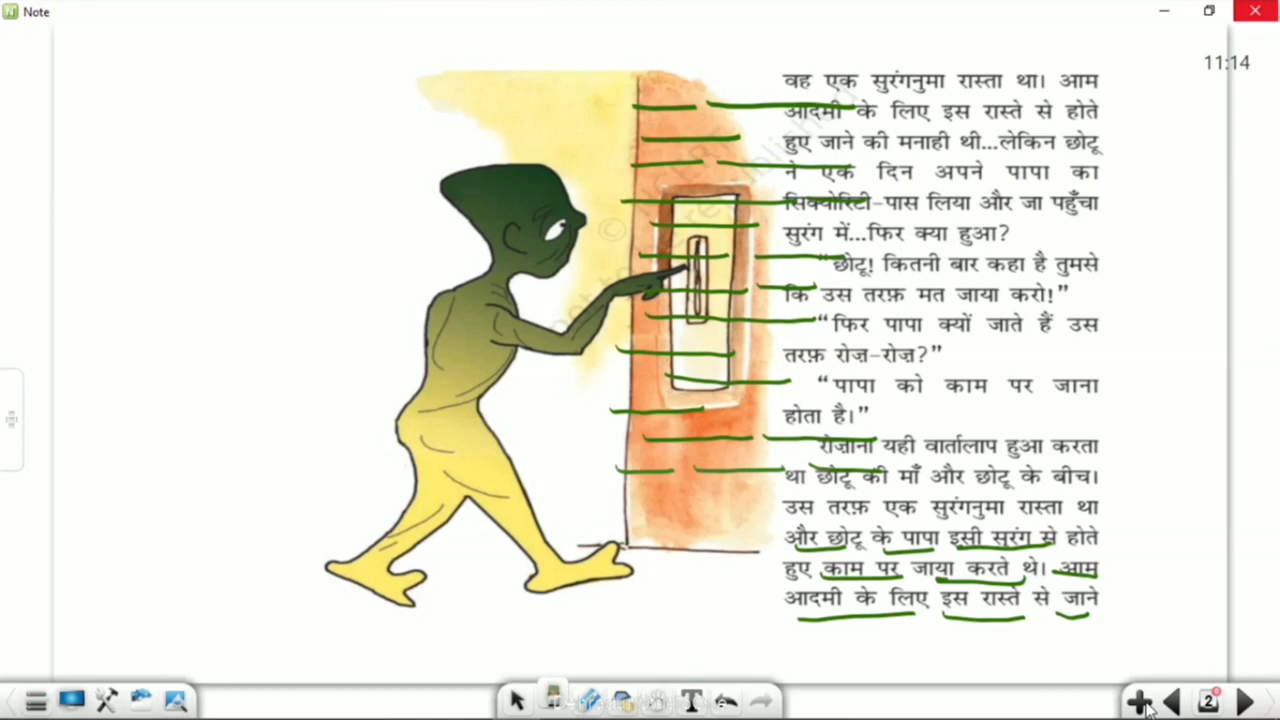 Note
11:14
वह एक सुरंगनुमा रास्ता था। आम
आदमी के लिए इस रास्ते से होते
हुए जाने की मनाही थी...लेकिन छोटू
ने एक दिन अपने पापा का
सिक्योरिटी-पास लिया और जा पहुँचा
सुरंग में...फिर क्या हुआ?
“छोटू! कितनी बार कहा है तुमसे
कि उस तरफ़ मत जाया करो!”
“फिर पापा क्यों जाते हैं उस
तरफ़ रोज़-रोज़?”
“पापा को काम पर जाना
होता है।”
रोज़ाना यही वार्तालाप हुआ करता
था छोटू की माँ और छोटू के बीच।
उस तरफ़ एक सुरंगनुमा रास्ता था
और छोटू के पापा इसी सुरंग से होते
हुए काम पर जाया करते थे। आम
आदमी के लिए इस रास्ते से जाने
2